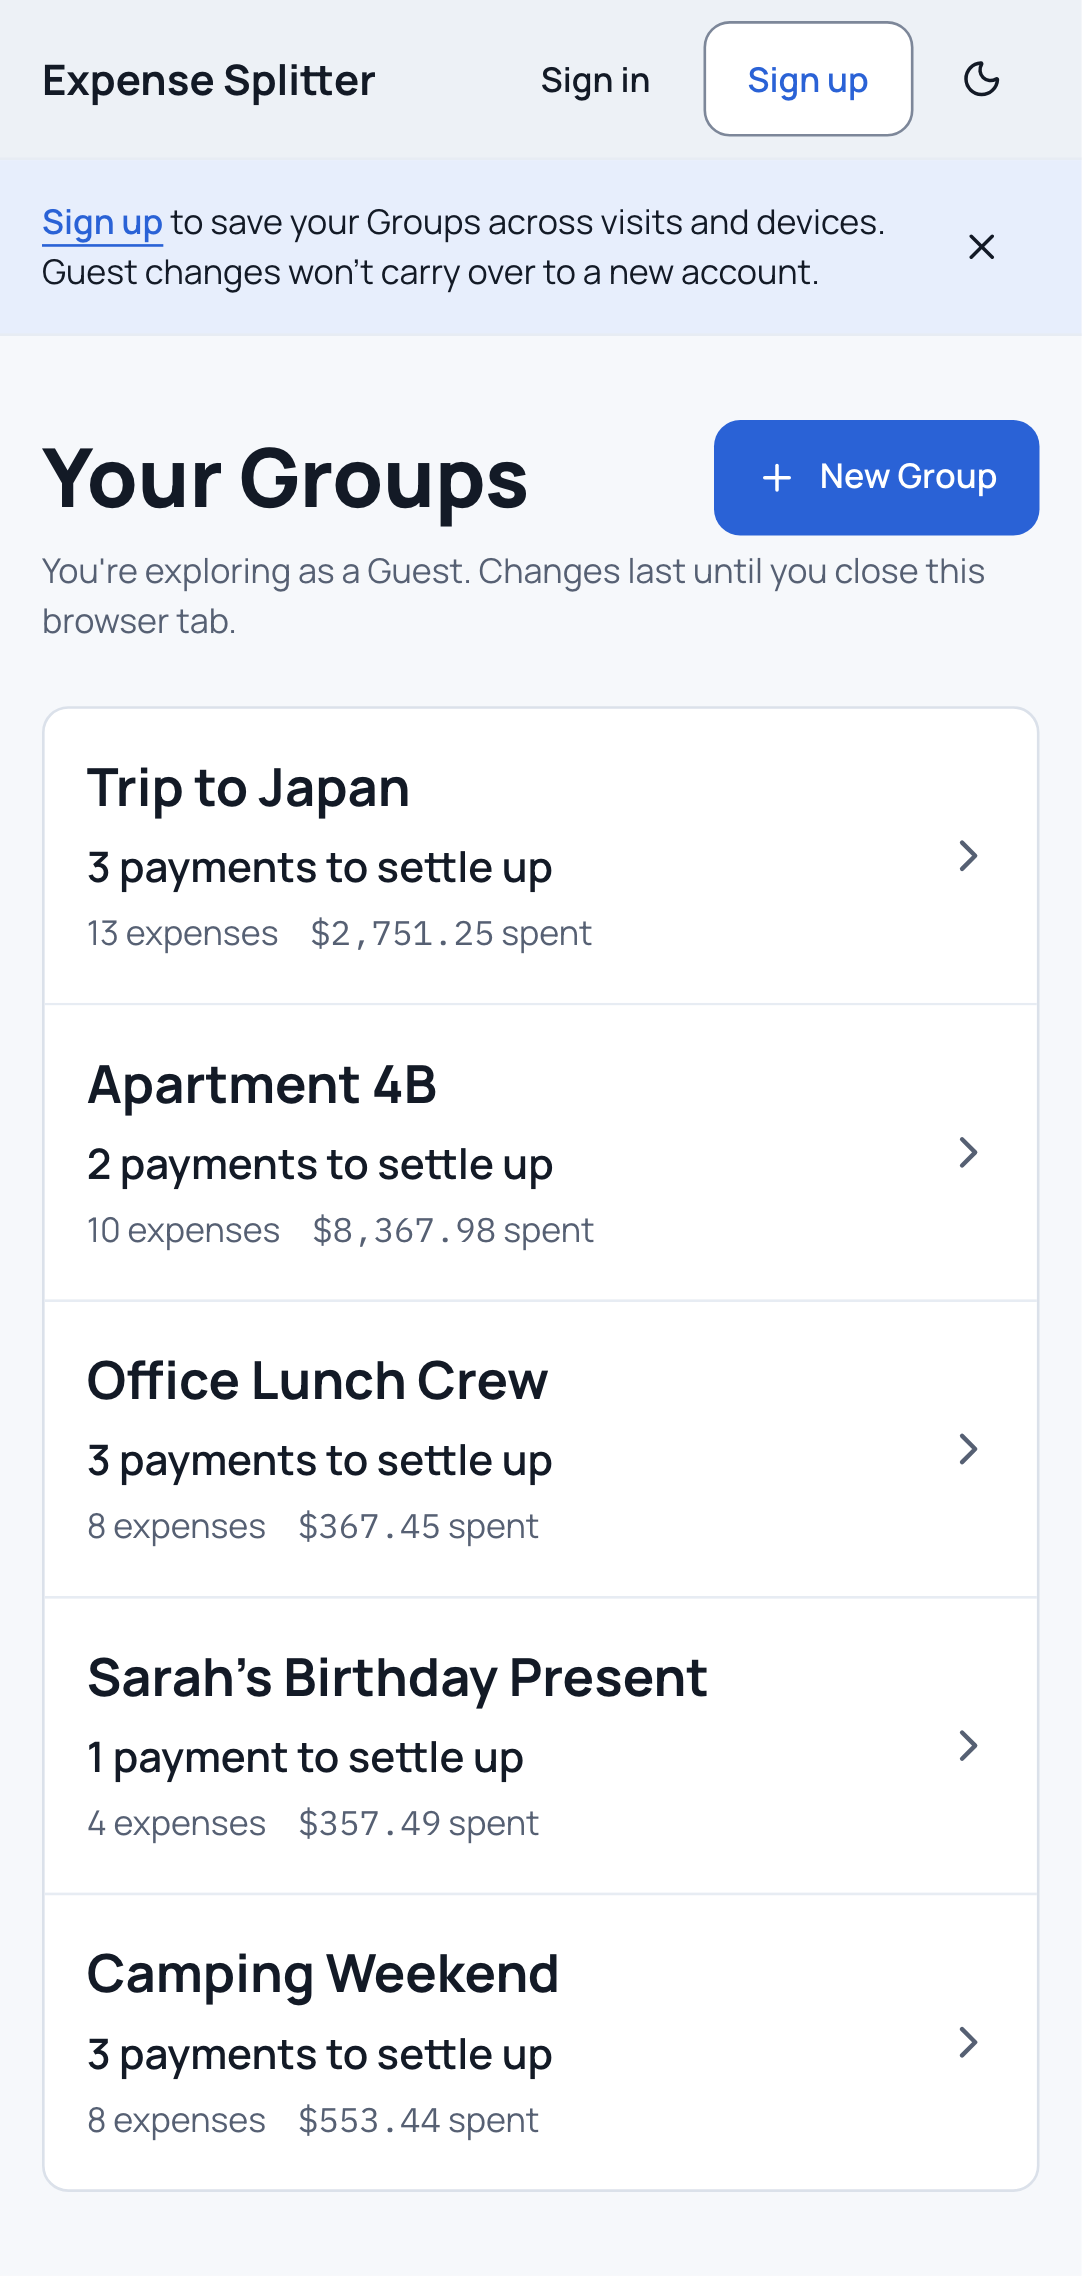 Expense Splitter
Sign in
Sign up
Sign up to save your Groups across visits and devices.
Guest changes won’t carry over to a new account.
Your Groups
New Group
You're exploring as a Guest. Changes last until you close this
browser tab.
Trip to Japan
3 payments to settle up
13 expenses $2,751.25 spent
Apartment 4B
2 payments to settle up
10 expenses $8,367.98 spent
Office Lunch Crew
3 payments to settle up
8 expenses $367.45 spent
Sarah’s Birthday Present
1 payment to settle up
4 expenses $357.49 spent
Camping Weekend
3 payments to settle up
8 expenses $553.44 spent